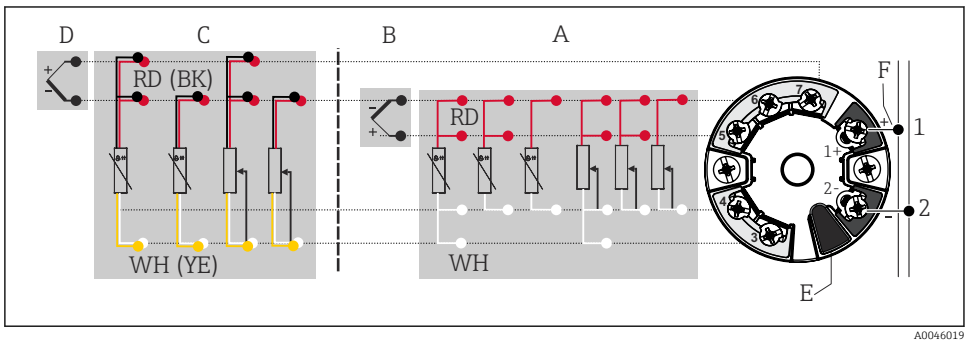 D
C
B
A
F
+
-
RD (BK)
-
+
RD
7
6
5
+
1
1+
2-
2
-
4
3
WH (YE)
WH
E
A0046019